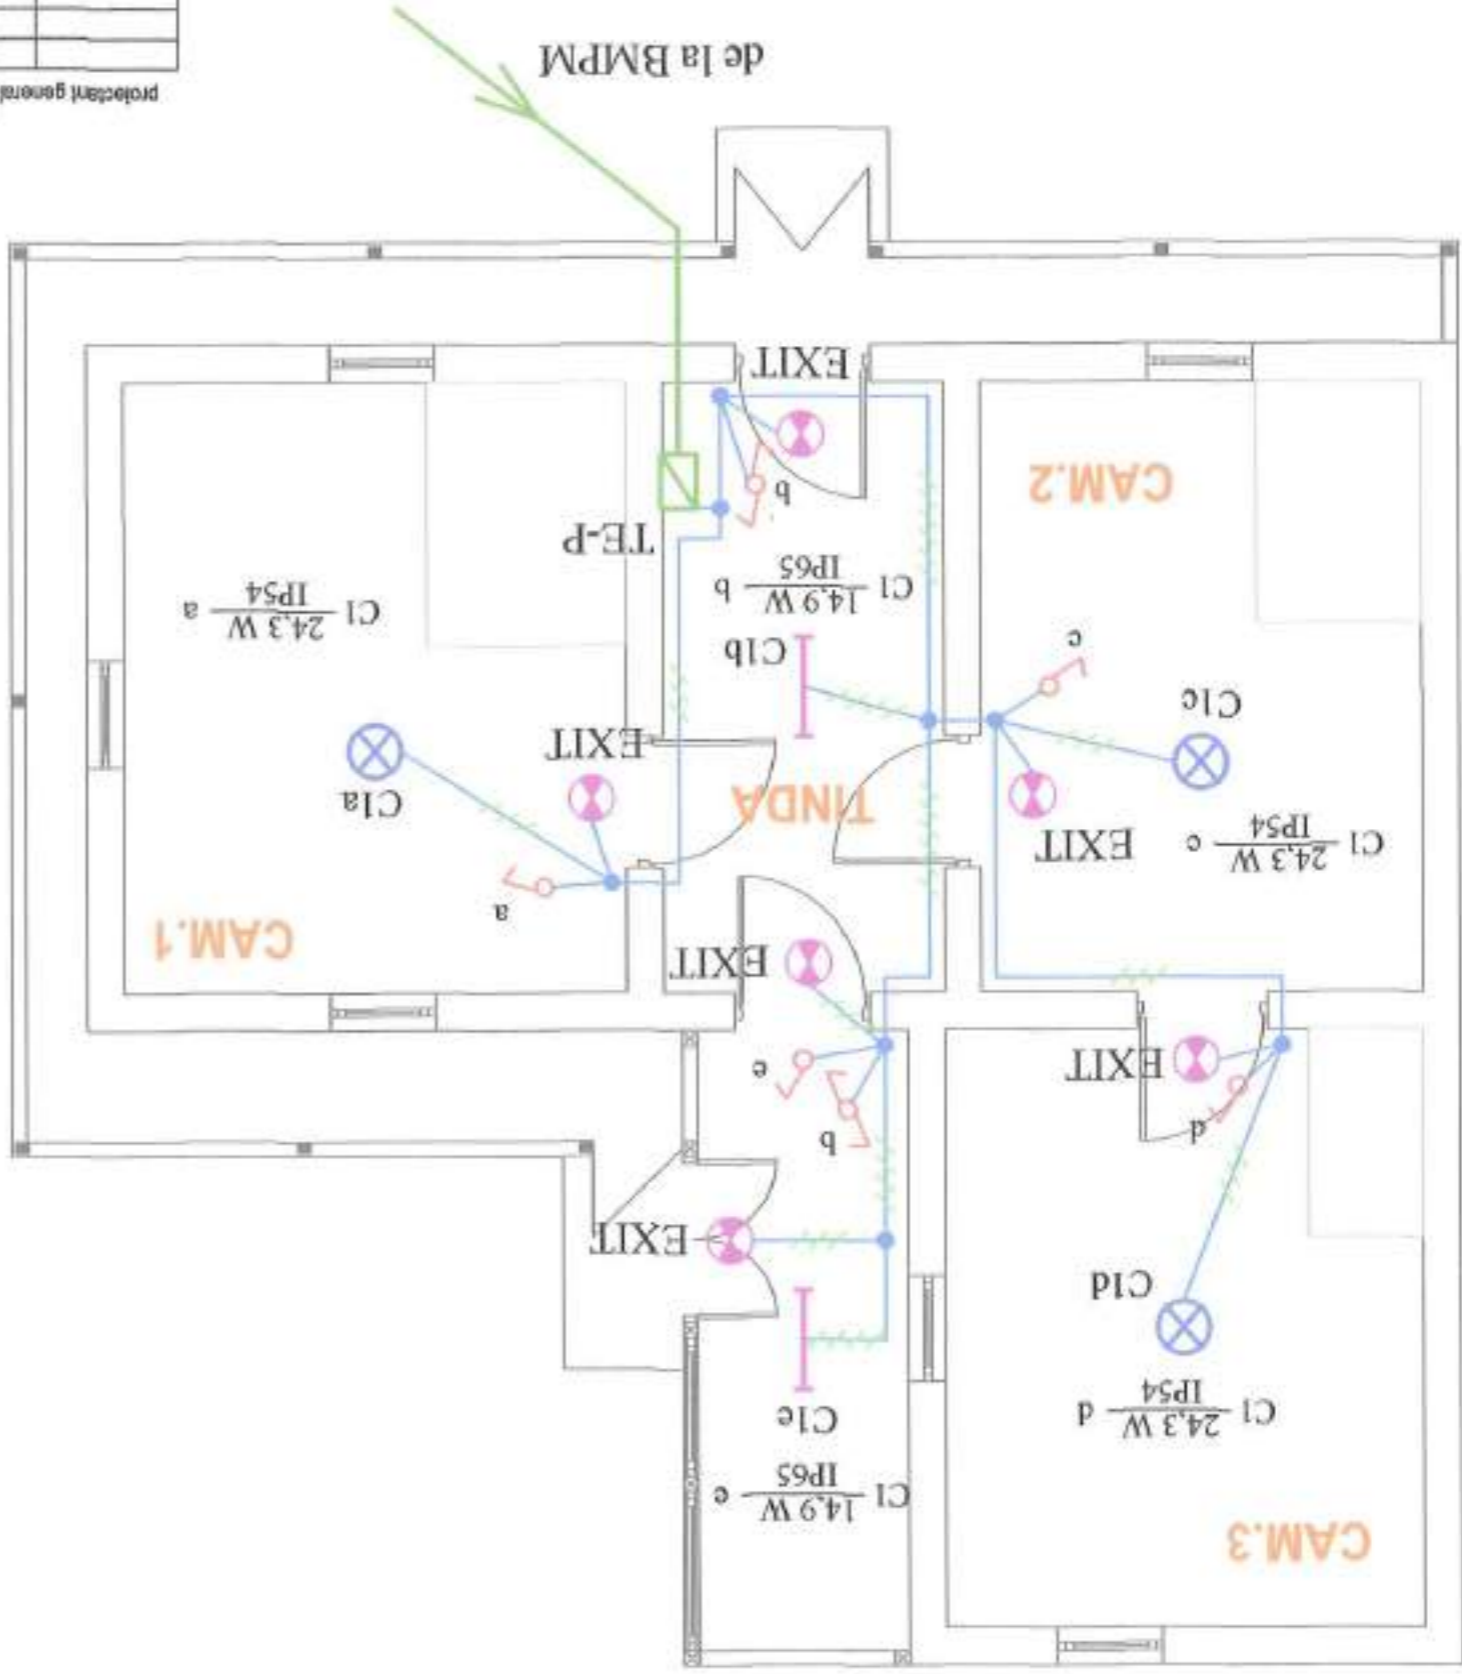 CAM.3
C1 14,9 W e
IP65
C1e
C1 24,3 W d
IP54
C1d
EXIT
b
d
e
EXIT
EXIT
CAM.1
a
C1 24,3 W c
IP54
EXIT
TINDA
C1a
EXIT
C1c
c
C1b
C1 14,9 W b
IP65
C1 24,3 W a
IP54
TE-P
b
CAM.2
EXIT
proiectant general
de la BMPM